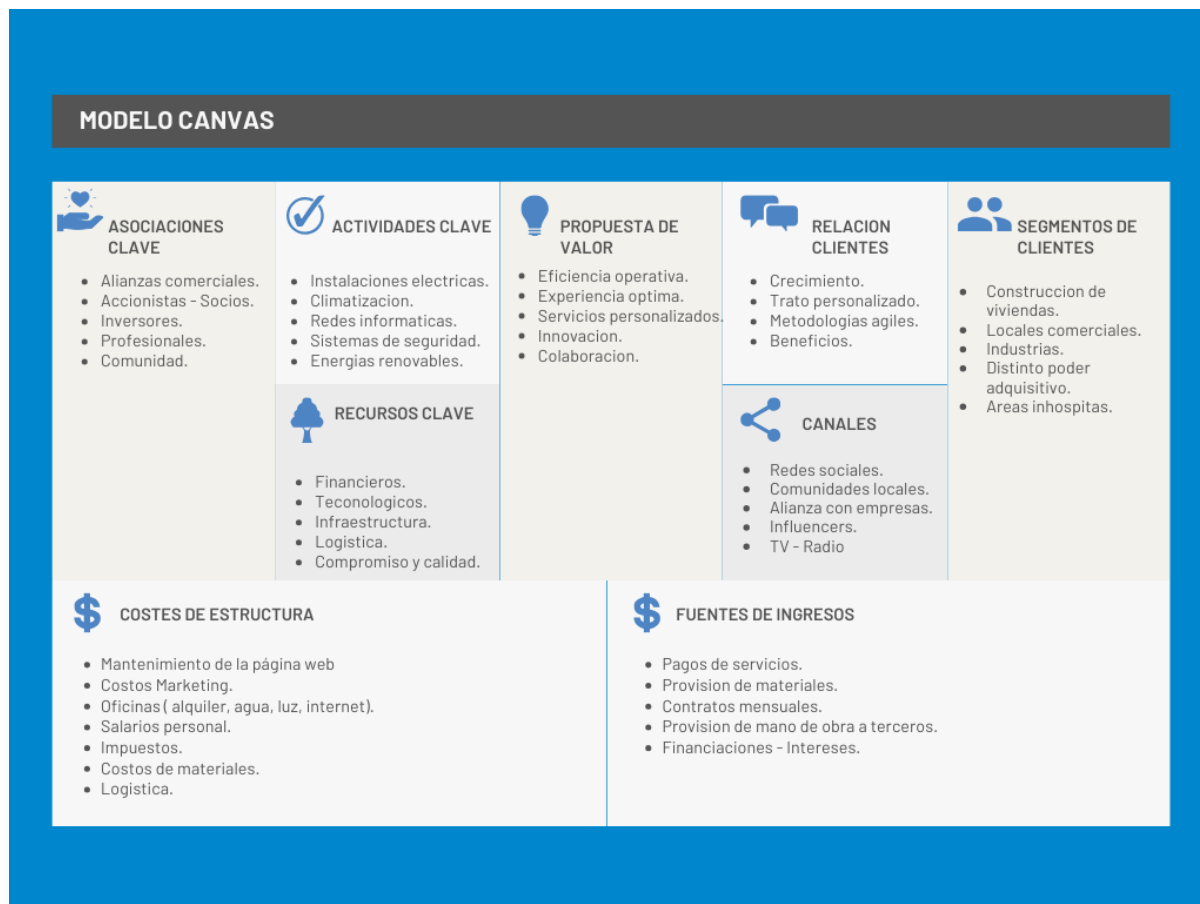 MODELO CANVAS
ASOCIACIONES
CLAVE
• Alianzas comerciales.
• Accionistas - Socios.
• Inversores.
• Profesionales.
• Comunidad.
ACTIVIDADES CLAVE
• Instalaciones electricas.
• Climatizacion.
• Redes informaticas.
• Sistemas de seguridad.
• Energias renovables.
RECURSOS CLAVE
• Financieros.
• Teconologicos.
• Infraestructura.
• Logistica.
• Compromiso y calidad.
PROPUESTA DE
VALOR
• Eficiencia operativa.
• Experiencia optima.
• Servicios personalizados.
• Innovacion.
• Colaboracion.
RELACION
CLIENTES
• Crecimiento.
• Trato personalizado.
• Metodologias agiles.
• Beneficios.
CANALES
• Redes sociales.
• Comunidades locales.
• Alianza con empresas.
• Influencers.
• TV - Radio
SEGMENTOS DE
CLIENTES
• Construccion de
viviendas.
• Locales comerciales.
• Industrias.
• Distinto poder
adquisitivo.
• Areas inhospitas.
$ COSTES DE ESTRUCTURA
• Mantenimiento de la página web
• Costos Marketing.
• Oficinas ( alquiler, agua, luz, internet).
• Salarios personal.
• Impuestos.
• Costos de materiales.
• Logistica.
$ FUENTES DE INGRESOS
• Pagos de servicios.
• Provision de materiales.
• Contratos mensuales.
• Provision de mano de obra a terceros.
• Financiaciones - Intereses.